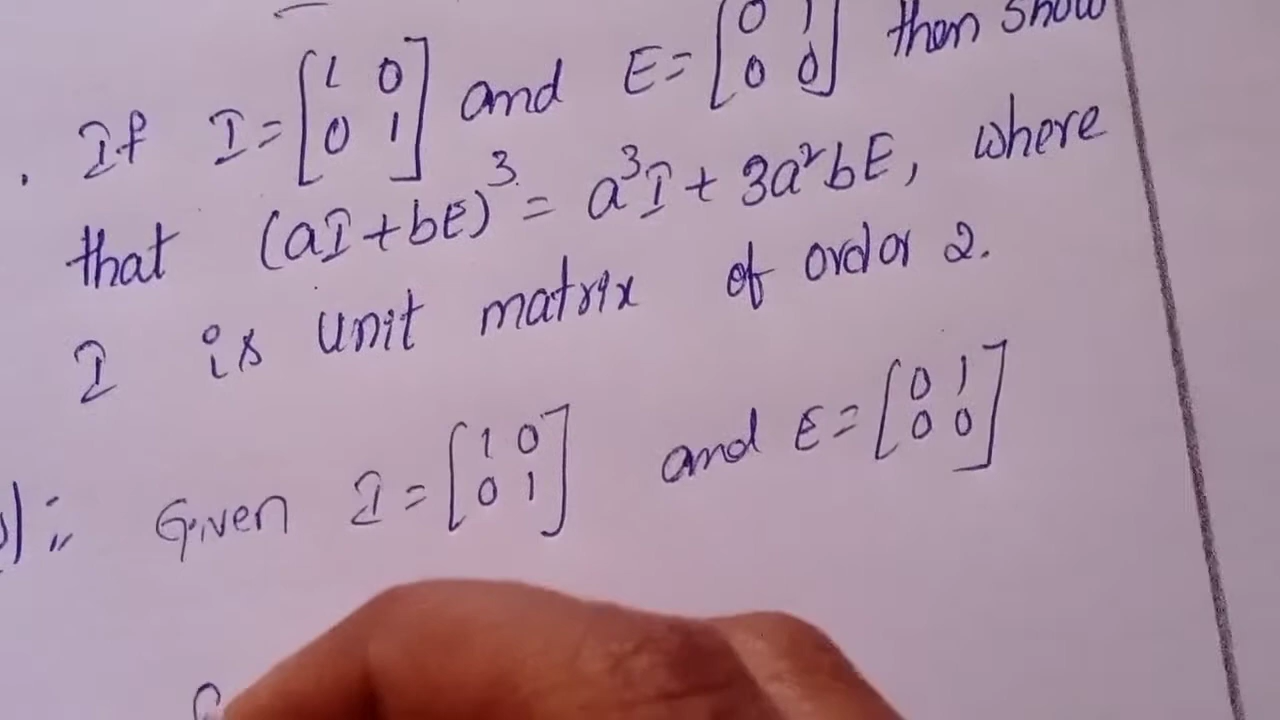 . If I = [1 0 0 1] and E = [0 1 0 0] then show
that (aI + bE)³ = a³I + 3a²bE, where
I is unit matrix of order 2.
Given I = [1 0 0 1] and E = [0 1 0 0]